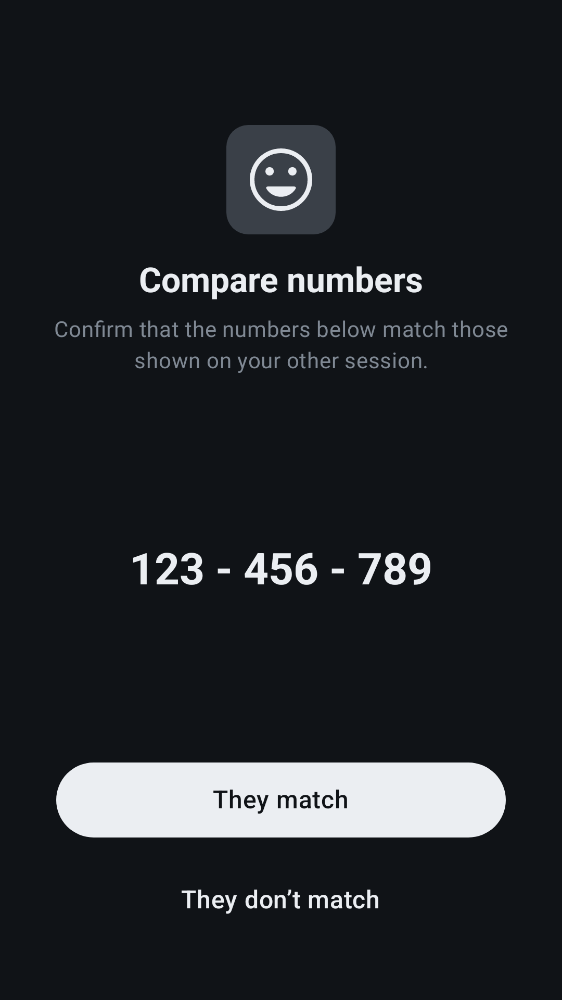 Compare numbers
Confirm that the numbers below match those
shown on your other session.
123 - 456 - 789
They match
They don’t match